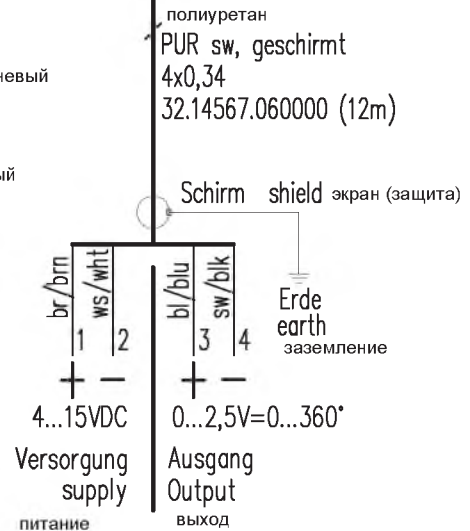 полиуретан
PUR sw, geschirmt
4x0,34
32.14567.060000 (12m)
Schirm shield экран (защита)
br/brn
ws/wht
bl/blu
sw/blk
1 2 3 4
Erde
earth
заземление
+ − + −
4...15VDC 0...2,5V=0...360°
Versorgung Ausgang
supply Output
питание выход